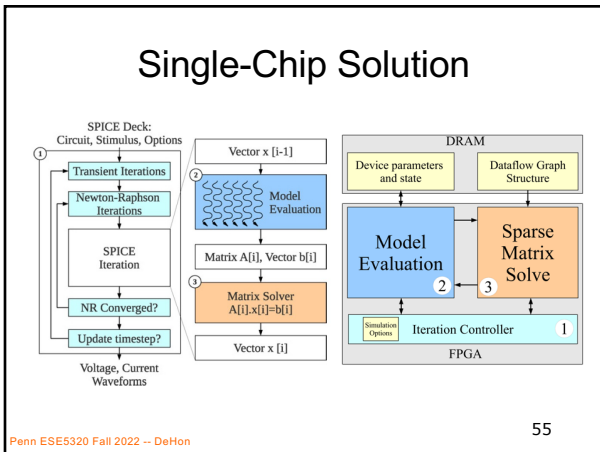 Single-Chip Solution
SPICE Deck:
Circuit, Stimulus, Options
1
Transient Iterations
Newton-Raphson
Iterations
SPICE
Iteration
NR Converged?
Update timestep?
Voltage, Current
Waveforms
Vector x [i-1]
2
Model
Evaluation
Matrix A[i], Vector b[i]
3
Matrix Solver
A[i].x[i]=b[i]
Vector x [i]
DRAM
Device parameters
and state
Dataflow Graph
Structure
Model
Evaluation
2
Sparse
Matrix
Solve
3
Simulation
Options
Iteration Controller
1
FPGA
Penn ESE5320 Fall 2022 -- DeHon
55